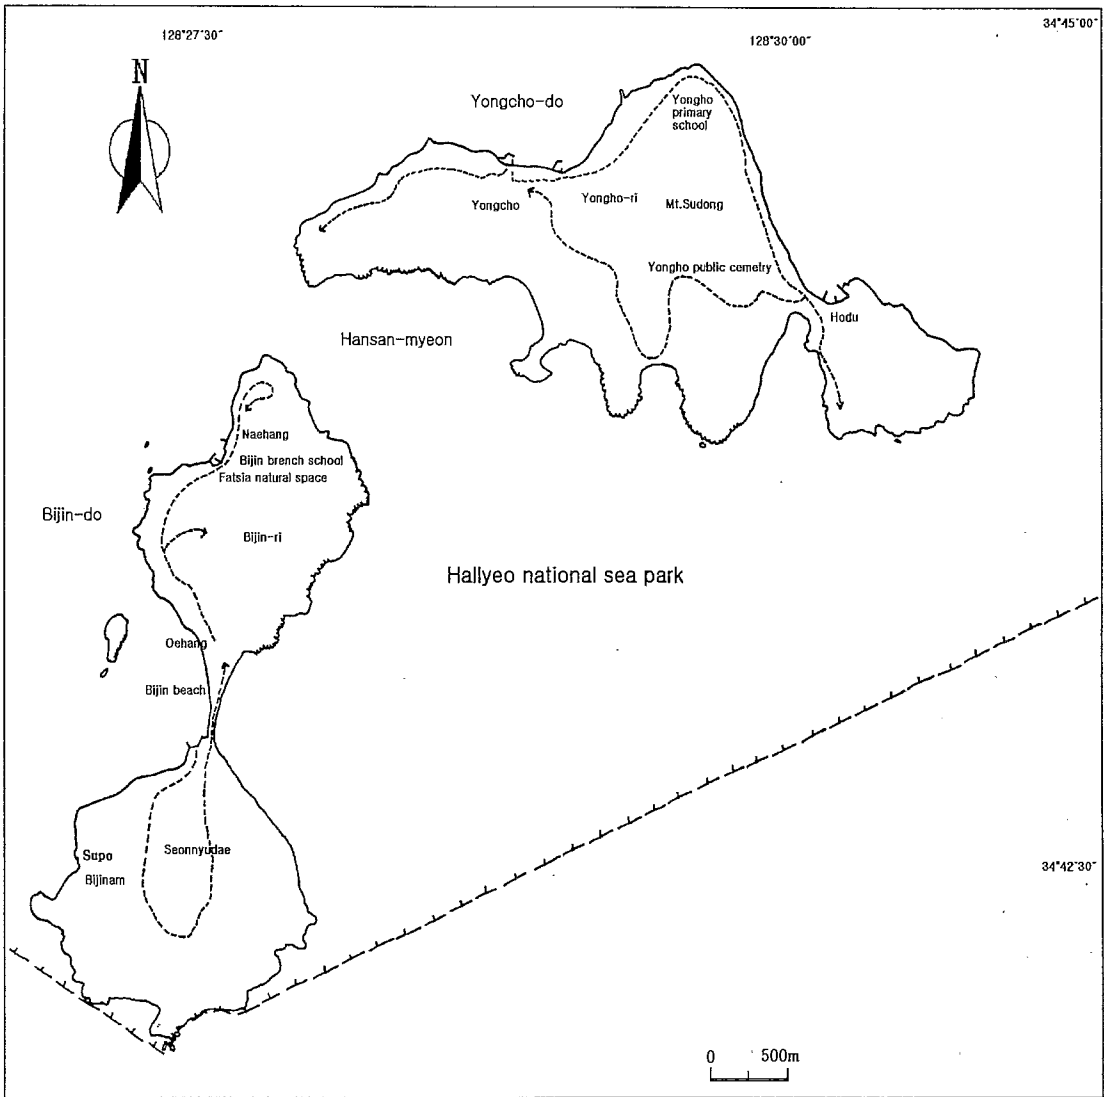 128°27′30″
128°30′00″
34°45′00″
N
Yongcho-do
Yongho
primary
school
Yongcho
Yongho-ri
Mt.Sudong
Yongho public cemetry
Hodu
Hansan-myeon
Naehang
Bijin brench school
Fatsia natural space
Bijin-do
Bijin-ri
Hallyeo national sea park
Oehang
Bijin beach
Supo
Seonnyudae
Bijinam
34°42′30″
0 500m